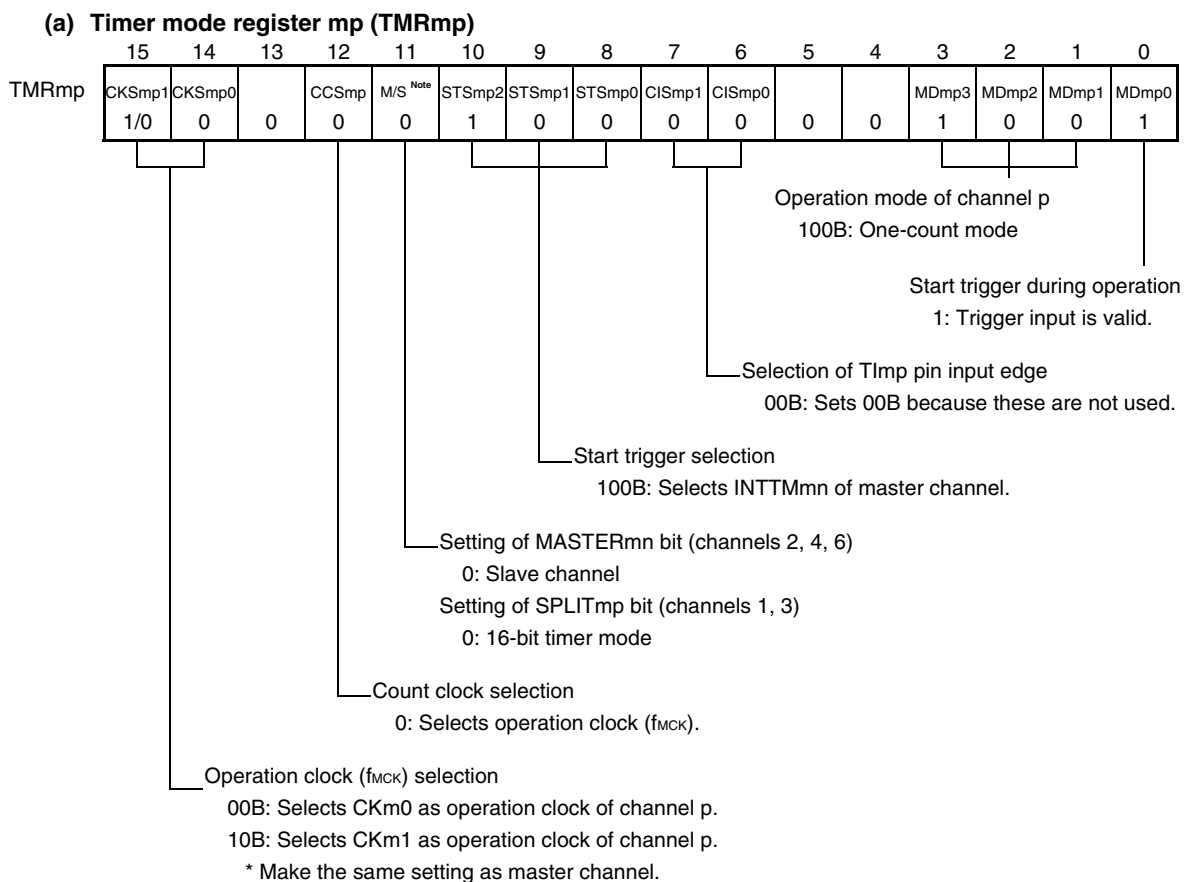 (a) Timer mode register mp (TMRmp)
15 14 13 12 11 10 9 8 7 6 5 4 3 2 1 0
TMRmp CKSmp1 CKSmp0 CCSmp M/S Note STSmp2 STSmp1 STSmp0 CISmp1 CISmp0 MDmp3 MDmp2 MDmp1 MDmp0
1/0 0 0 0 0 1 0 0 0 0 0 0 1 0 0 1
Operation mode of channel p
100B: One-count mode
Start trigger during operation
1: Trigger input is valid.
Selection of TImp pin input edge
00B: Sets 00B because these are not used.
Start trigger selection
100B: Selects INTTMmn of master channel.
Setting of MASTERmn bit (channels 2, 4, 6)
0: Slave channel
Setting of SPLITmp bit (channels 1, 3)
0: 16-bit timer mode
Count clock selection
0: Selects operation clock (fMCK).
Operation clock (fMCK) selection
00B: Selects CKm0 as operation clock of channel p.
10B: Selects CKm1 as operation clock of channel p.
* Make the same setting as master channel.